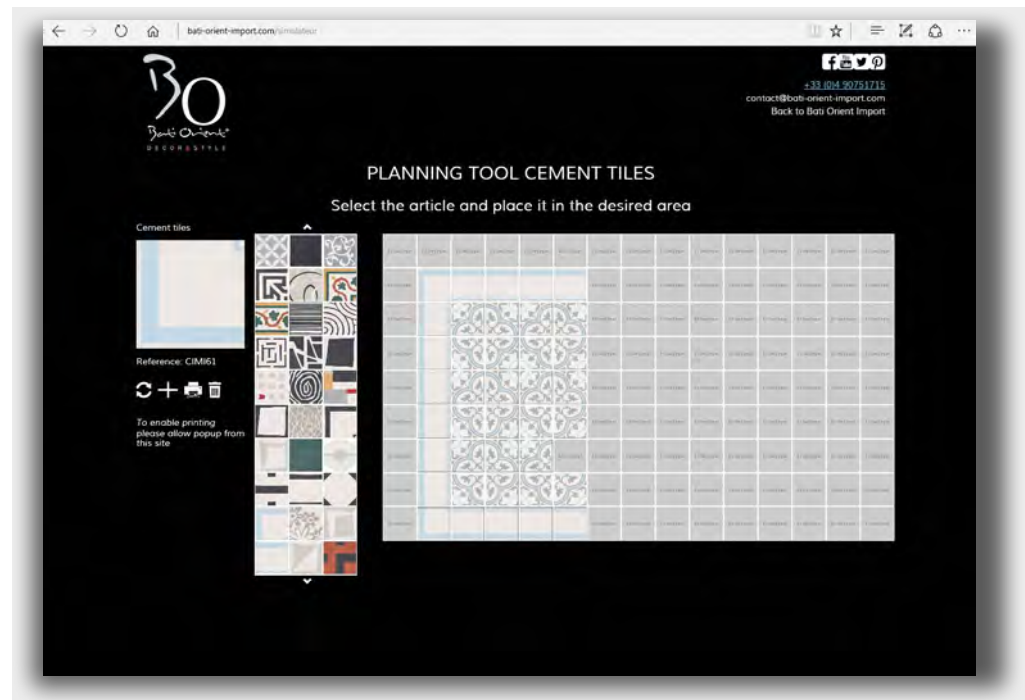 bati-orient-import.com/simulateur
BO
Bati Orient
DECOR&STYLE
+33 (0)4 90751715
contact@bati-orient-import.com
Back to Bati Orient Import
PLANNING TOOL CEMENT TILES
Select the article and place it in the desired area
Cement tiles
Reference: CIMI61
To enable printing
please allow popup from
this site